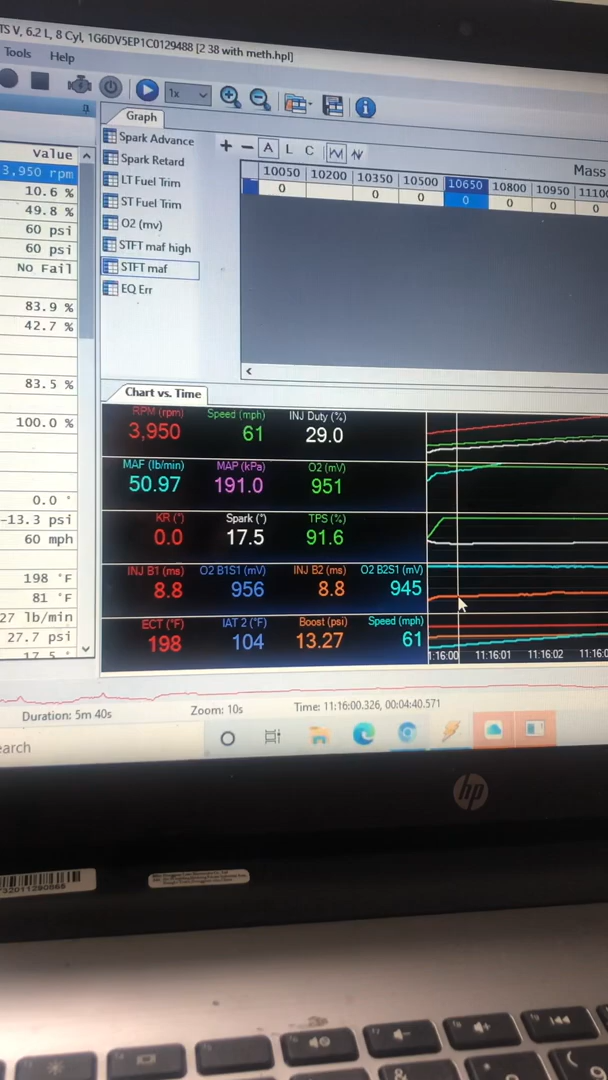 TS V, 6.2 L, 8 Cyl, 1G6DV5EP1C0129488 [2 38 with meth.hpl]
Tools Help
1x
Graph
Spark Advance
Spark Retard
LT Fuel Trim
ST Fuel Trim
O2 (mv)
STFT maf high
STFT maf
EQ Err
+ − A L C
Mass
10050 10200 10350 10500 10650 10800 10950 1110
0 0 0 0 0 0 0
Value
3,950 rpm
10.6 %
49.8 %
60 psi
60 psi
No Fail
83.9 %
42.7 %
83.5 %
100.0 %
0.0 °
-13.3 psi
60 mph
198 °F
81 °F
27 lb/min
27.7 psi
17.5 °
Chart vs. Time
RPM (rpm) Speed (mph) INJ Duty (%)
3,950 61 29.0
MAF (lb/min) MAP (kPa) O2 (mV)
50.97 191.0 951
KR (°) Spark (°) TPS (%)
0.0 17.5 91.6
INJ B1 (ms) O2 B1S1 (mV) INJ B2 (ms) O2 B2S1 (mV)
8.8 956 8.8 945
ECT (°F) IAT 2 (°F) Boost (psi) Speed (mph)
198 104 13.27 61
1:16:00 11:16:01 11:16:02 11:16:0
Duration: 5m 40s Zoom: 10s Time: 11:16:00.326, 00:04:40.571
earch
hp